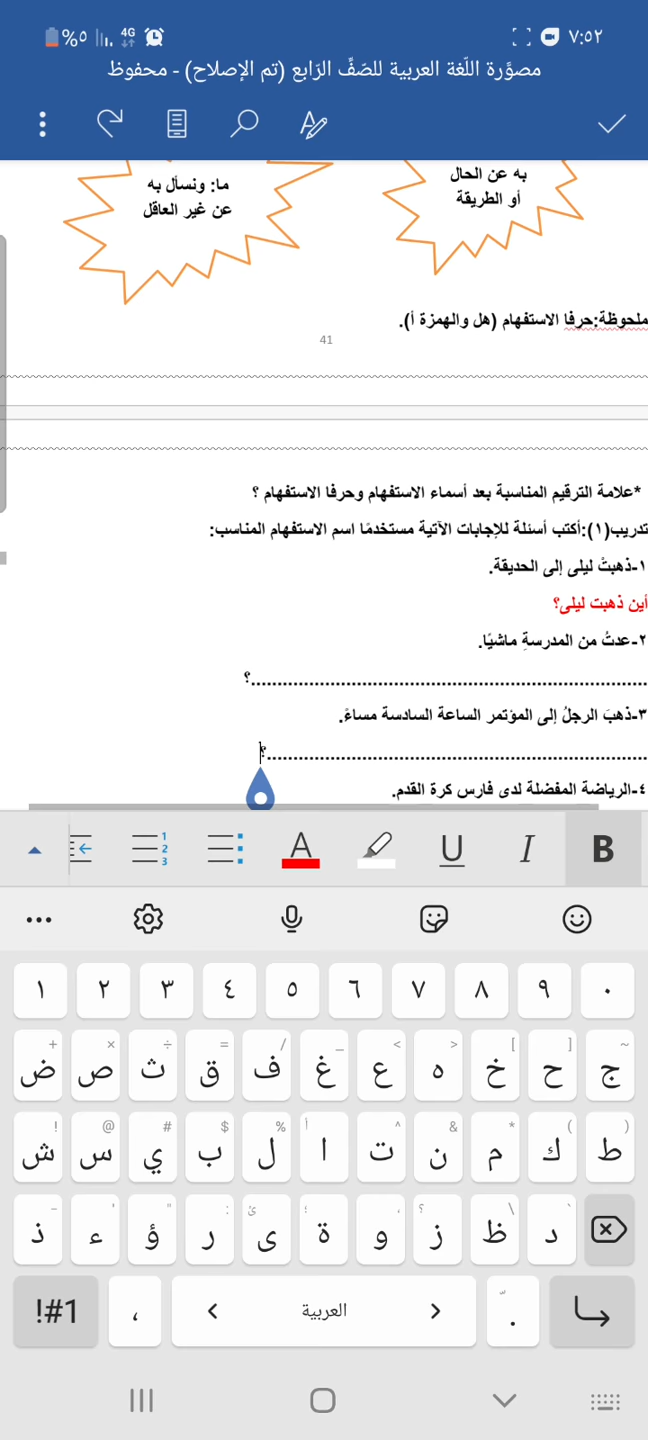 %٥ 4G ٧:٥٢
مصوَّرة اللّغة العربية للصّفِّ الرّابع (تم الإصلاح) - محفوظ
به عن الحال
أو الطريقة
ما: ونسأل به
عن غير العاقل
ملحوظة:حرفا الاستفهام (هل والهمزة أ).
41
*علامة الترقيم المناسبة بعد أسماء الاستفهام وحرفا الاستفهام ؟
تدريب(١):أكتب أسئلة للإجابات الآتية مستخدمًا اسم الاستفهام المناسب:
١-ذهبتْ ليلى إلى الحديقة.
أين ذهبت ليلى؟
٢-عدتُ من المدرسةِ ماشيًا.
...........................................................................؟
٣-ذهبَ الرجلُ إلى المؤتمر الساعة السادسة مساءً.
........................................................................؟
٤-الرياضة المفضلة لدى فارس كرة القدم.
A U I B
١ ٢ ٣ ٤ ٥ ٦ ٧ ٨ ٩ ٠
+ × ÷ = / _ < > [ ] ~
ض ص ث ق ف غ ع ه خ ح ج
! @ # $ % أ ^ & * ( )
ش س ي ب ل ا ت ن م ك ط
- ' " : ئ ؛ ، ؟ \ `
ذ ء ؤ ر ى ة و ز ظ د
!#1 ، < العربية > .